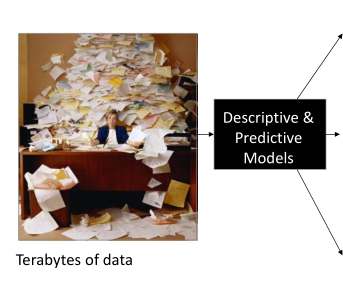 Descriptive &
Predictive
Models
Terabytes of data